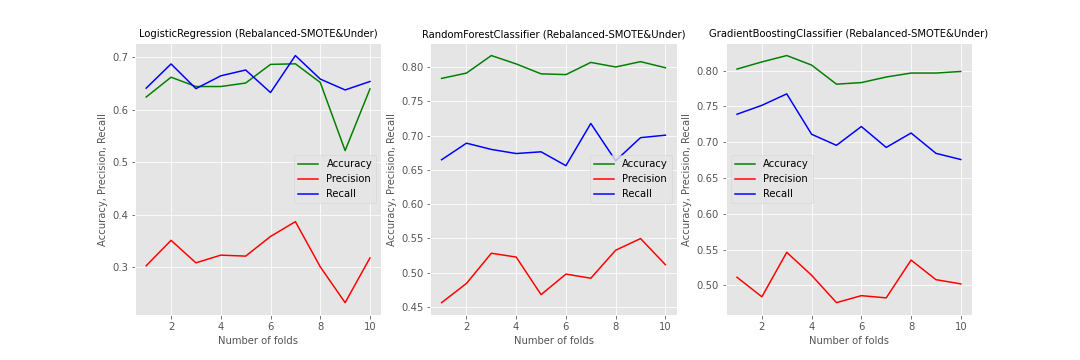 LogisticRegression (Rebalanced-SMOTE&Under)
Accuracy, Precision, Recall
0.7
0.6
0.5
0.4
0.3
Accuracy
Precision
Recall
2 4 6 8 10
Number of folds
RandomForestClassifier (Rebalanced-SMOTE&Under)
Accuracy, Precision, Recall
0.80
0.75
0.70
0.65
0.60
0.55
0.50
0.45
Accuracy
Precision
Recall
2 4 6 8 10
Number of folds
GradientBoostingClassifier (Rebalanced-SMOTE&Under)
Accuracy, Precision, Recall
0.80
0.75
0.70
0.65
0.60
0.55
0.50
Accuracy
Precision
Recall
2 4 6 8 10
Number of folds